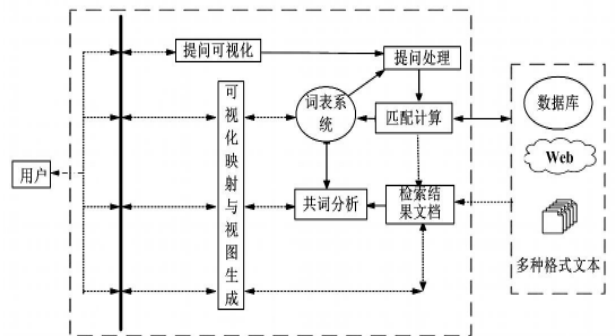 提问可视化
提问处理
词表系
统
匹配计算
数据库
Web
用户
可视化映射与视图生成
共词分析
检索结
果文档
多种格式文本